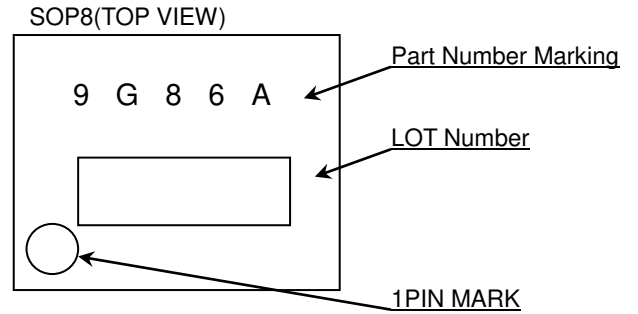 SOP8(TOP VIEW)
Part Number Marking
9 G 8 6 A
LOT Number
1PIN MARK